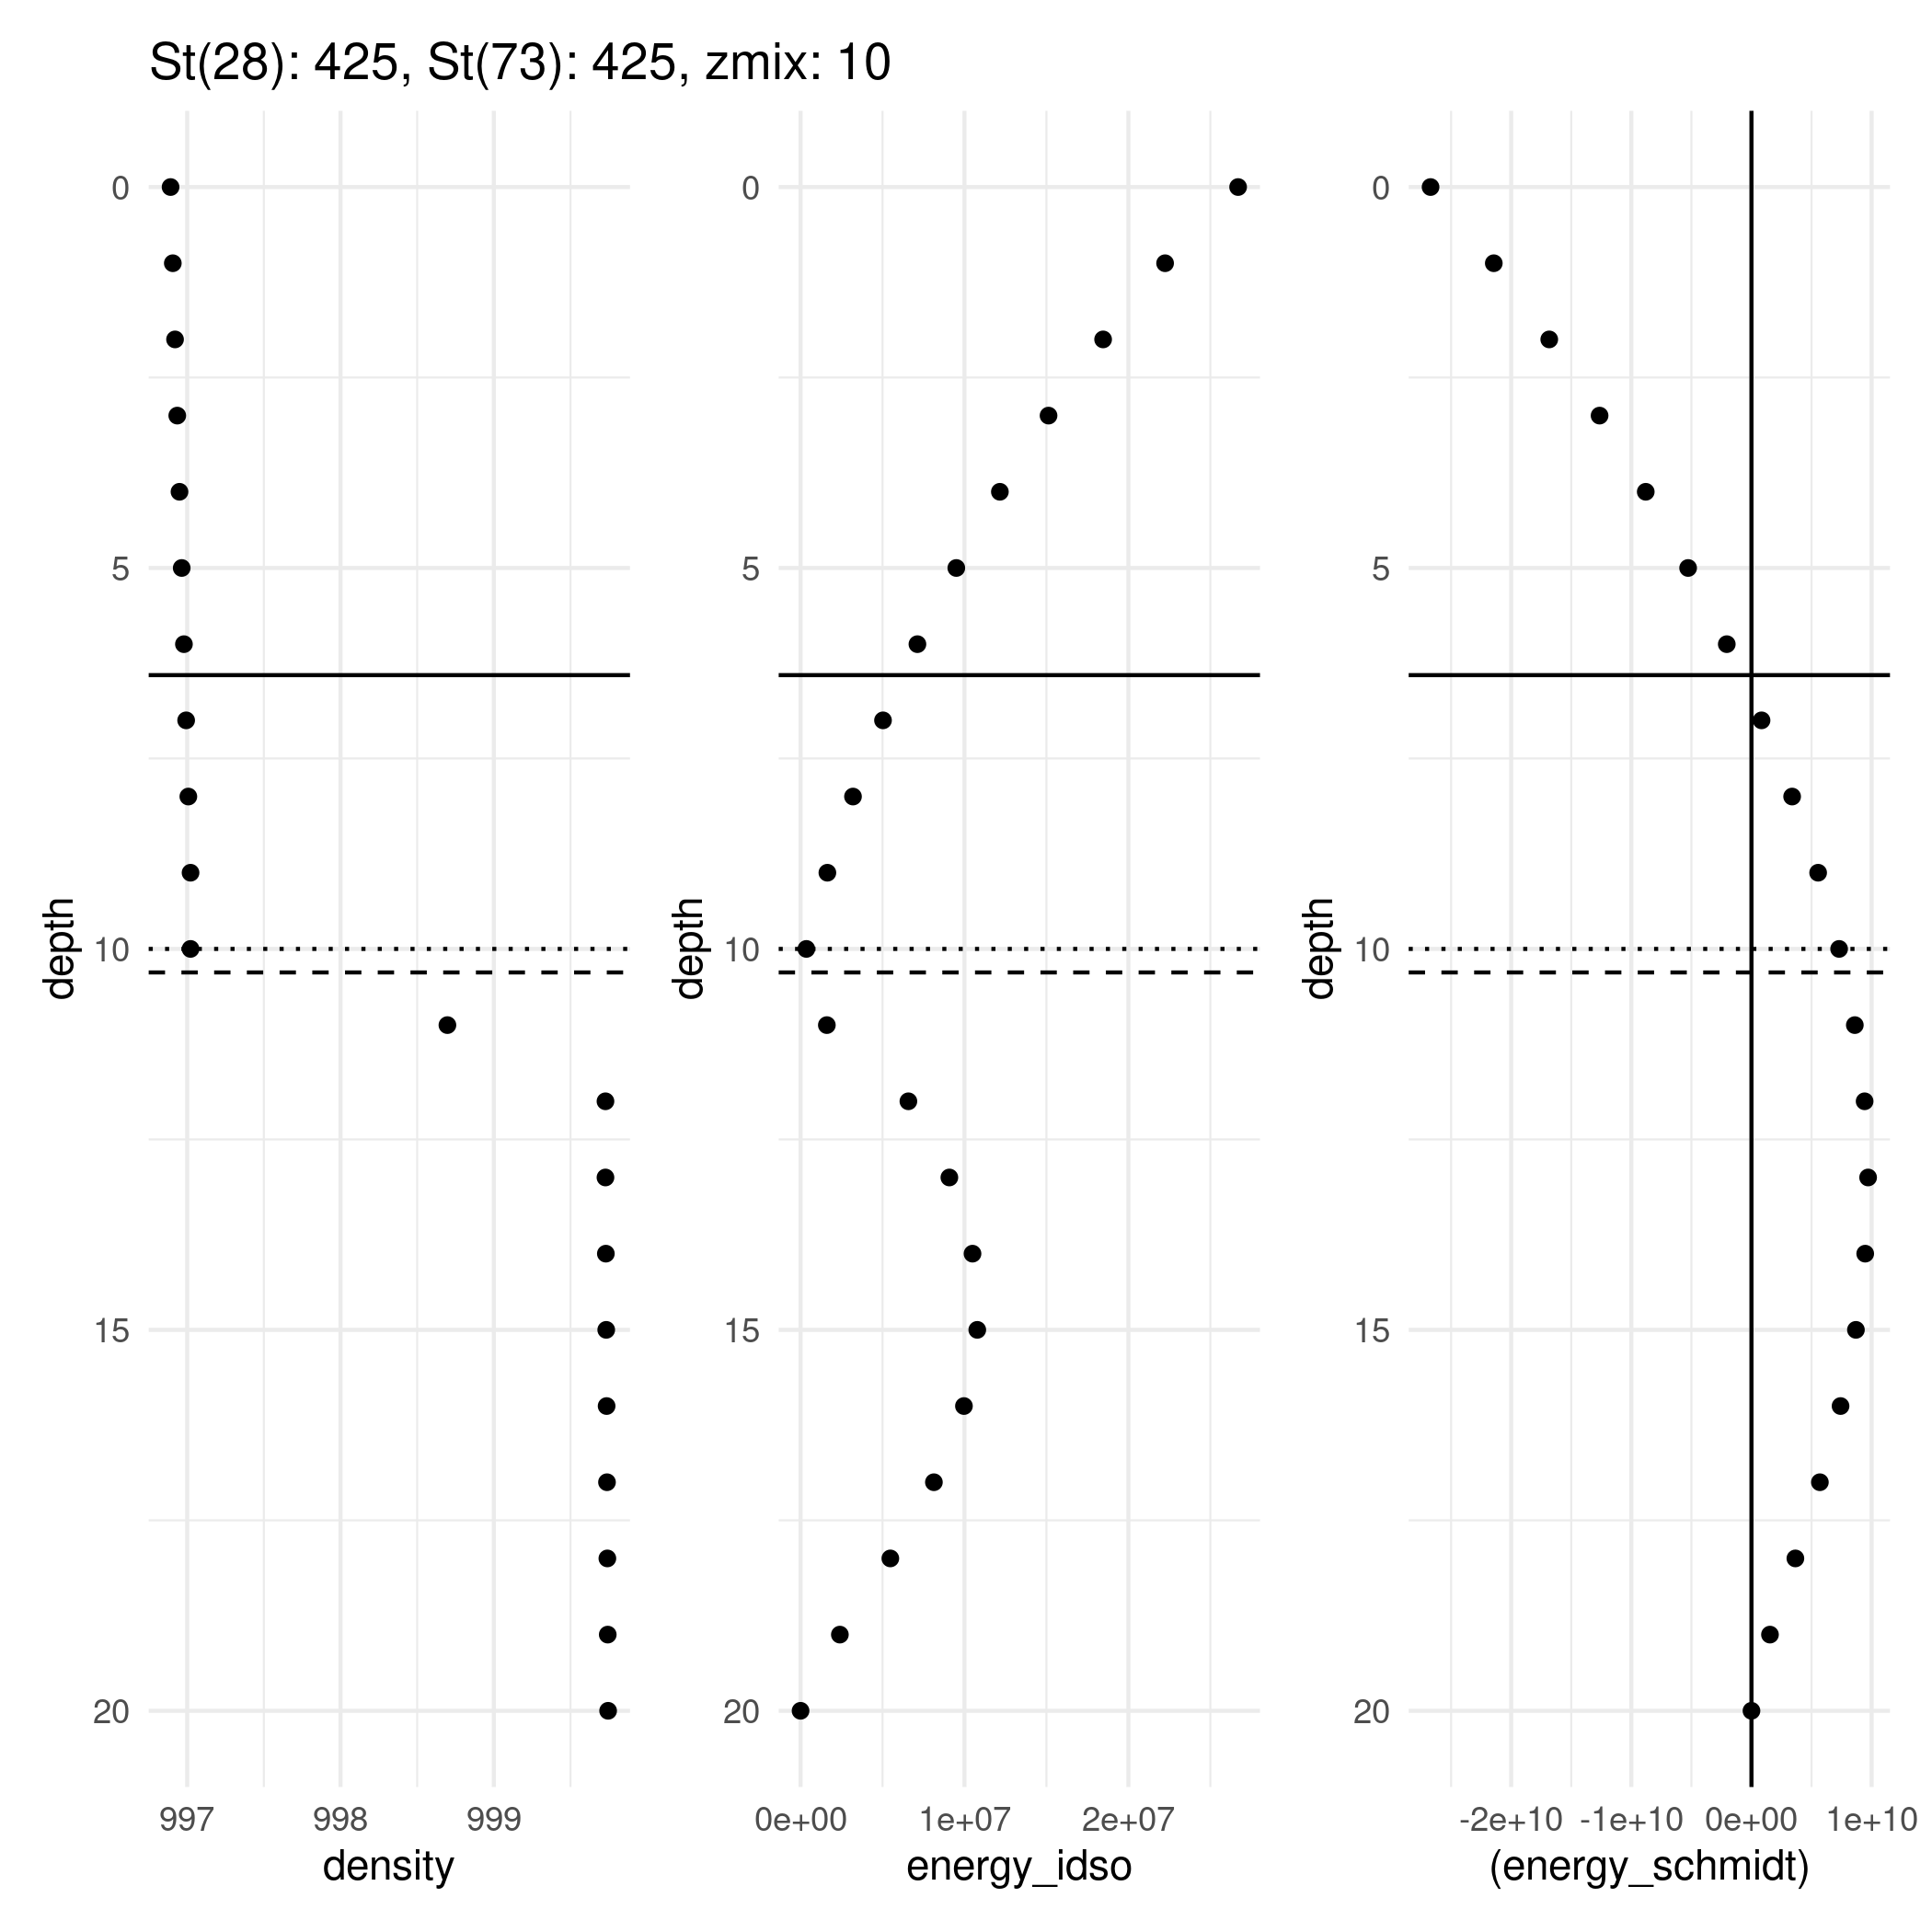 St(28): 425, St(73): 425, zmix: 10
depth
0
5
10
15
20
997 998 999
density
depth
0
5
10
15
20
0e+00 1e+07 2e+07
energy_idso
depth
0
5
10
15
20
-2e+10 -1e+10 0e+00 1e+10
(energy_schmidt)